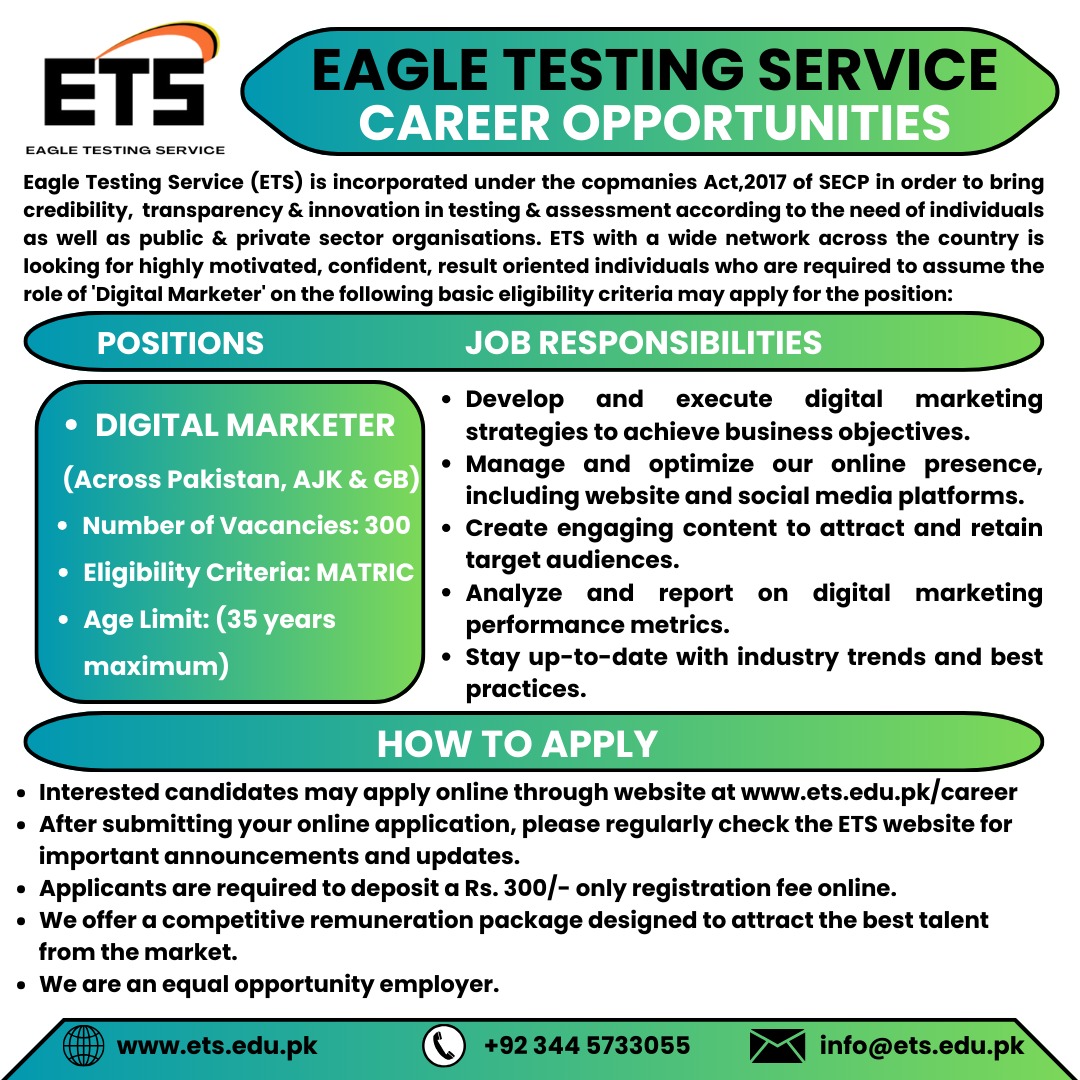 ETS
EAGLE TESTING SERVICE
EAGLE TESTING SERVICE
CAREER OPPORTUNITIES
Eagle Testing Service (ETS) is incorporated under the copmanies Act,2017 of SECP in order to bring
credibility, transparency & innovation in testing & assessment according to the need of individuals
as well as public & private sector organisations. ETS with a wide network across the country is
looking for highly motivated, confident, result oriented individuals who are required to assume the
role of 'Digital Marketer' on the following basic eligibility criteria may apply for the position:
POSITIONS
• DIGITAL MARKETER
(Across Pakistan, AJK & GB)
• Number of Vacancies: 300
• Eligibility Criteria: MATRIC
• Age Limit: (35 years
maximum)
JOB RESPONSIBILITIES
• Develop and execute digital marketing
strategies to achieve business objectives.
• Manage and optimize our online presence,
including website and social media platforms.
• Create engaging content to attract and retain
target audiences.
• Analyze and report on digital marketing
performance metrics.
• Stay up-to-date with industry trends and best
practices.
HOW TO APPLY
• Interested candidates may apply online through website at www.ets.edu.pk/career
• After submitting your online application, please regularly check the ETS website for
important announcements and updates.
• Applicants are required to deposit a Rs. 300/- only registration fee online.
• We offer a competitive remuneration package designed to attract the best talent
from the market.
• We are an equal opportunity employer.
www.ets.edu.pk
+92 344 5733055
info@ets.edu.pk